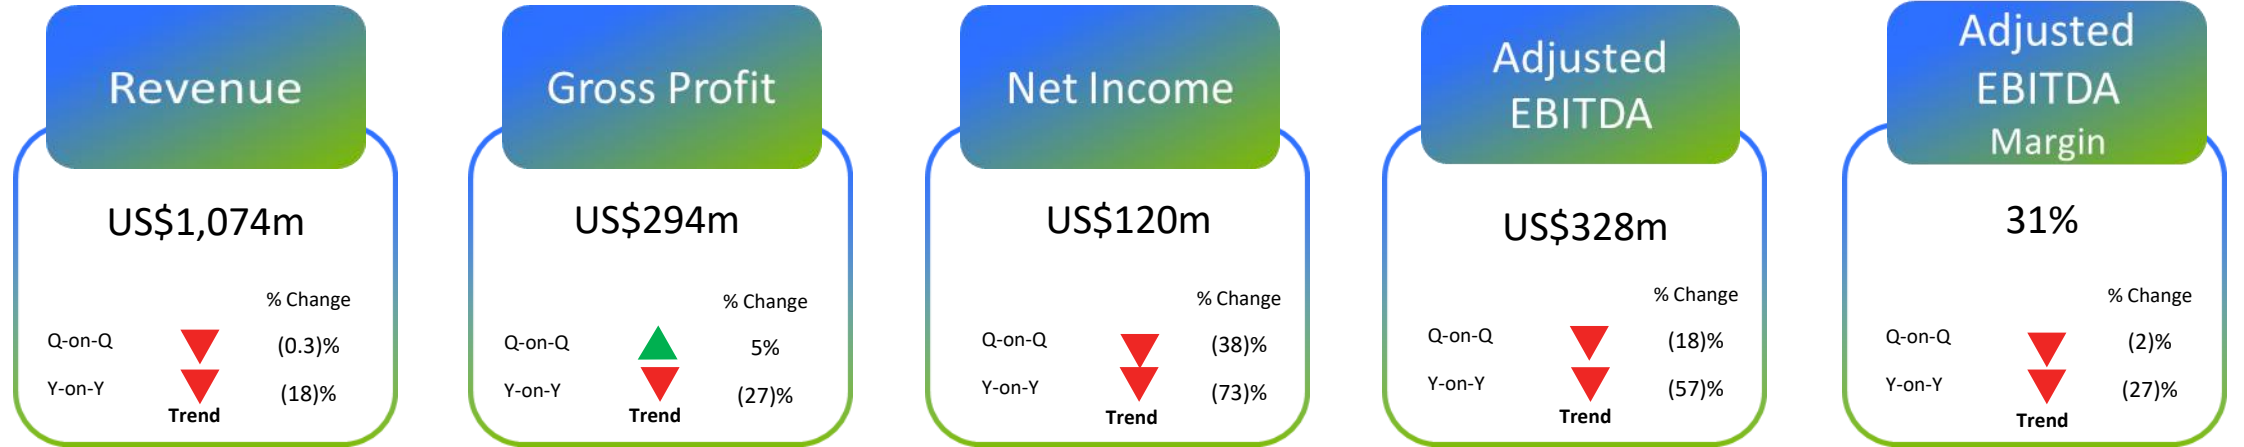 Revenue
US$1,074m
% Change
Q-on-Q (0.3)%
Y-on-Y (18)%
Trend
Gross Profit
US$294m
% Change
Q-on-Q 5%
Y-on-Y (27)%
Trend
Net Income
US$120m
% Change
Q-on-Q (38)%
Y-on-Y (73)%
Trend
Adjusted
EBITDA
US$328m
% Change
Q-on-Q (18)%
Y-on-Y (57)%
Trend
Adjusted
EBITDA
Margin
31%
% Change
Q-on-Q (2)%
Y-on-Y (27)%
Trend